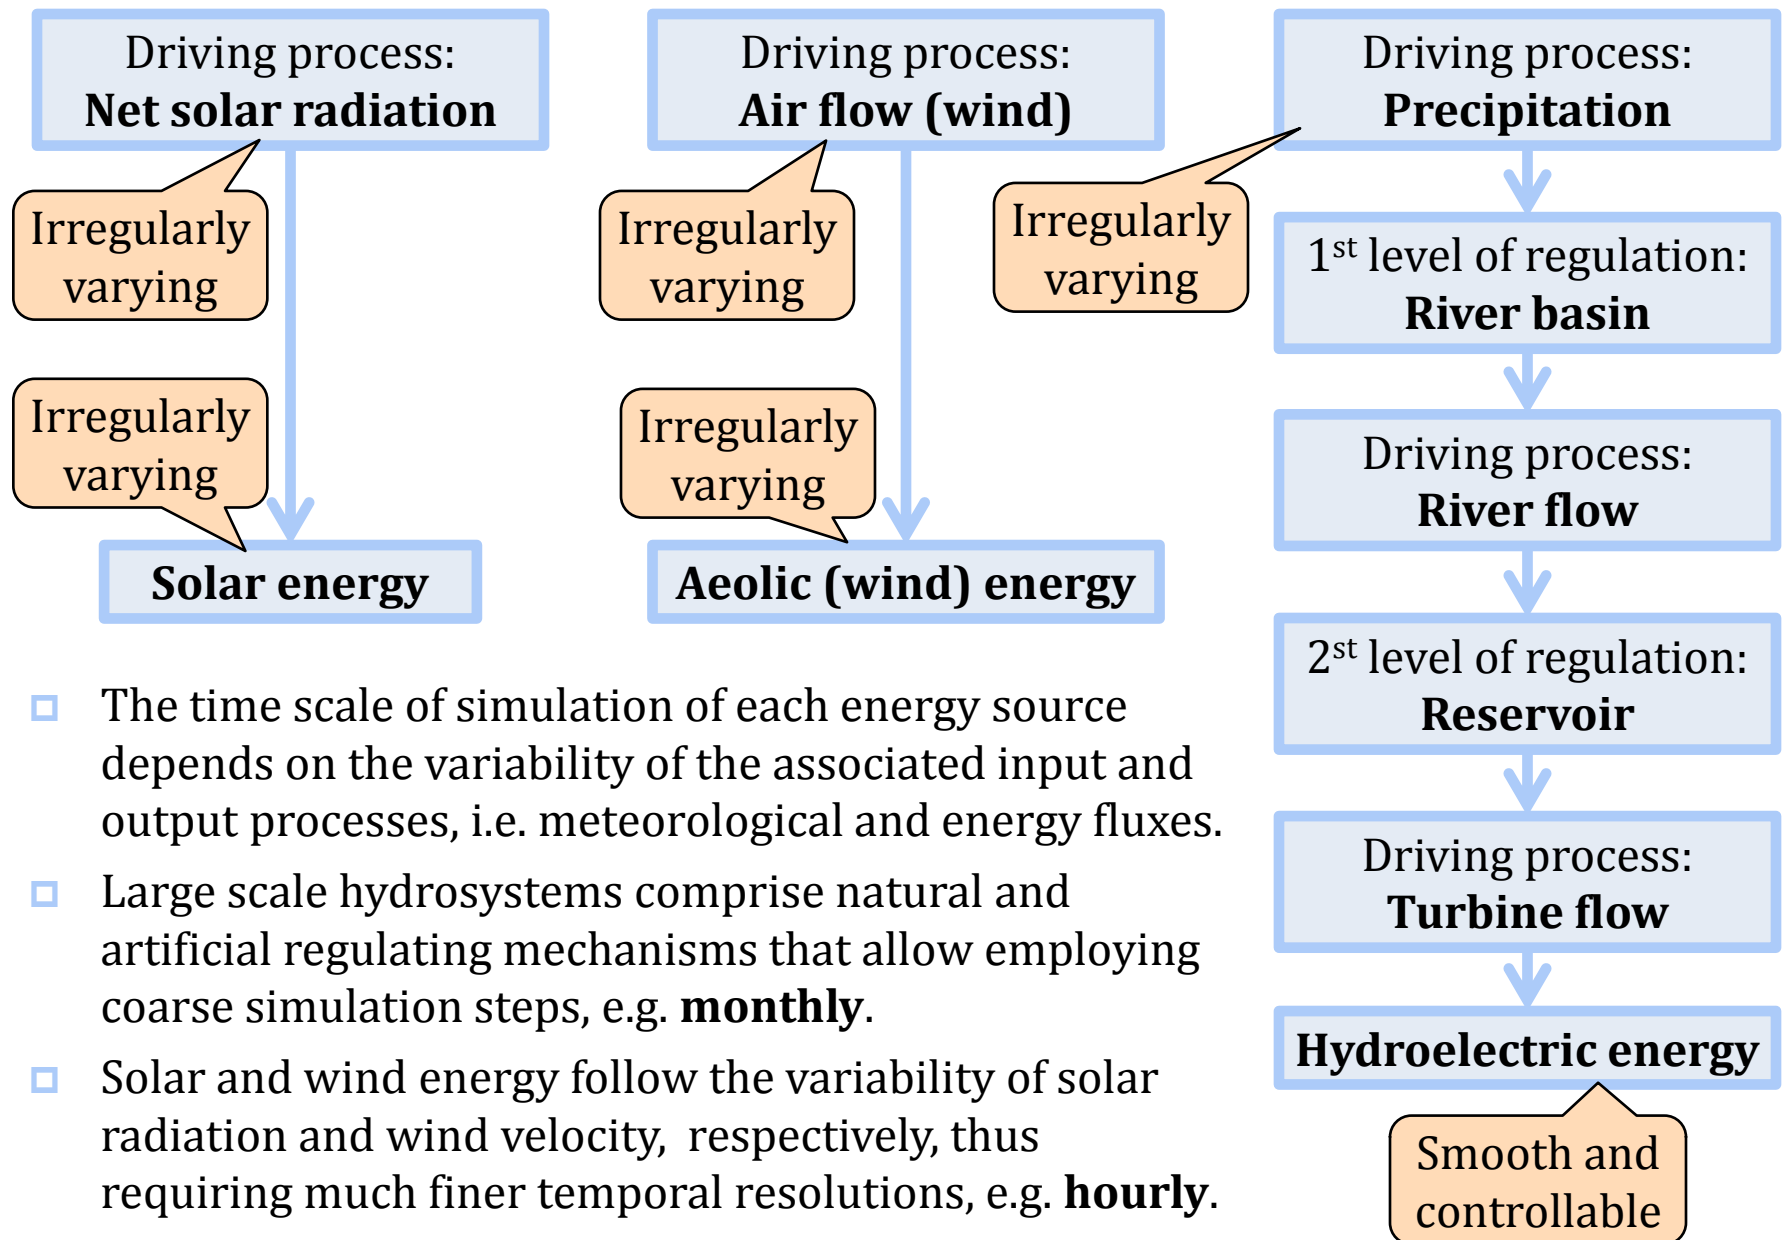 Driving process:
Net solar radiation
Irregularly
varying
Irregularly
varying
Solar energy
Driving process:
Air flow (wind)
Irregularly
varying
Irregularly
varying
Aeolic (wind) energy
Driving process:
Precipitation
Irregularly
varying
1st level of regulation:
River basin
Driving process:
River flow
2st level of regulation:
Reservoir
Driving process:
Turbine flow
Hydroelectric energy
Smooth and
controllable
The time scale of simulation of each energy source
depends on the variability of the associated input and
output processes, i.e. meteorological and energy fluxes.
Large scale hydrosystems comprise natural and
artificial regulating mechanisms that allow employing
coarse simulation steps, e.g. monthly.
Solar and wind energy follow the variability of solar
radiation and wind velocity, respectively, thus
requiring much finer temporal resolutions, e.g. hourly.